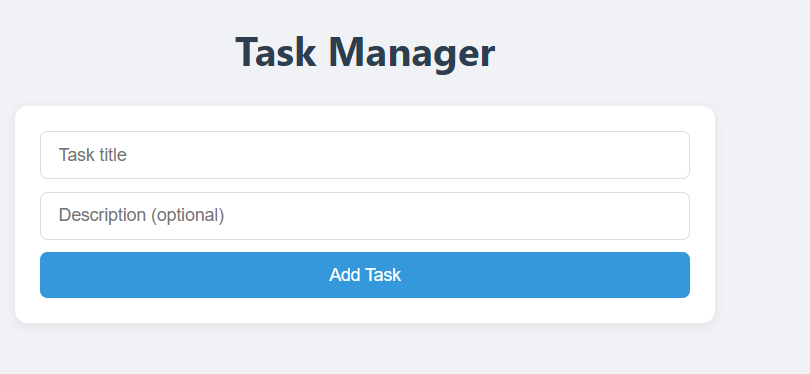 Task Manager
Task title
Description (optional)
Add Task